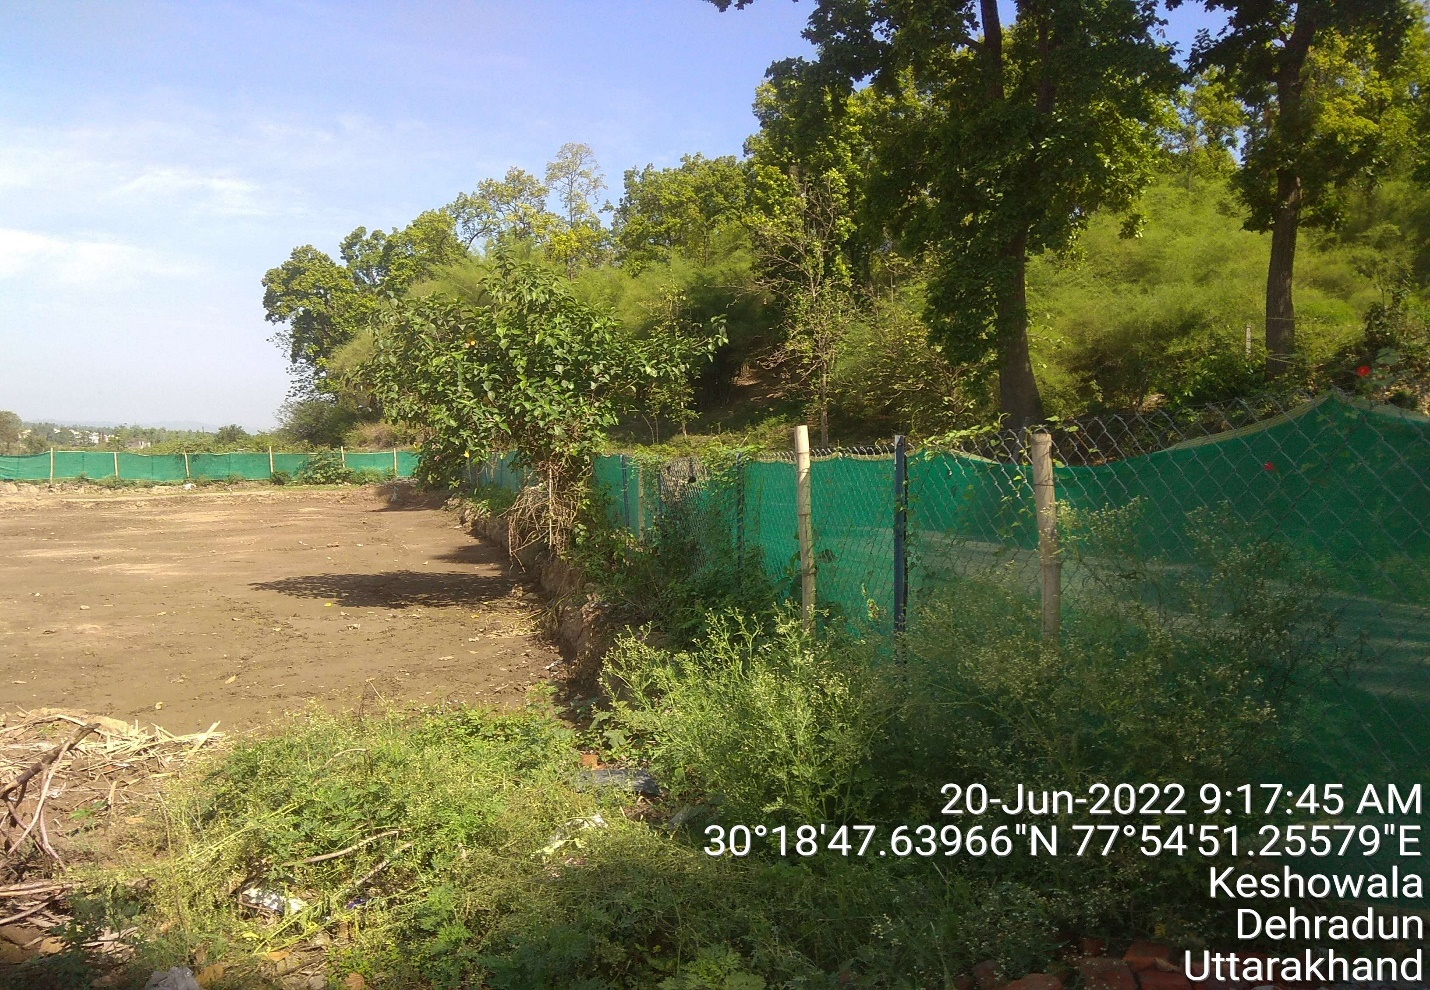 20-Jun-2022 9:17:45 AM
30°18'47.63966"N 77°54'51.25579"E
Keshowala
Dehradun
Uttarakhand